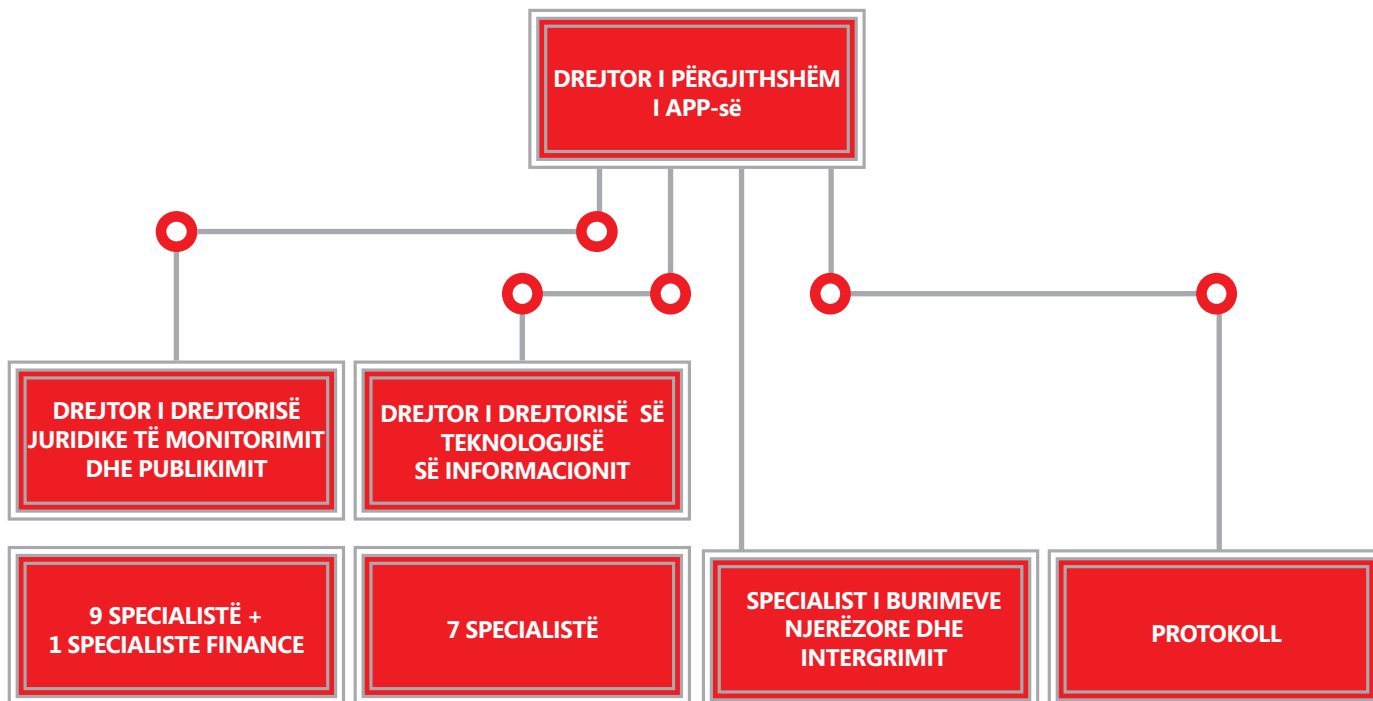 DREJTOR I PËRGJITHSHËM
I APP-së
DREJTOR I DREJTORISË
JURIDIKE TË MONITORIMIT
DHE PUBLIKIMIT
DREJTOR I DREJTORISË SË
TEKNOLOGJISË
SË INFORMACIONIT
9 SPECIALISTË +
1 SPECIALISTE FINANCE
7 SPECIALISTË
SPECIALIST I BURIMEVE
NJERËZORE DHE
INTERGRIMIT
PROTOKOLL